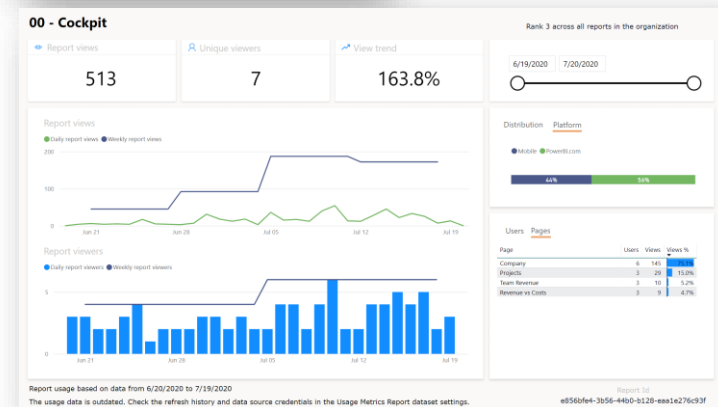 00 - Cockpit
Rank 3 across all reports in the organization
Report views
513
Unique viewers
7
View trend
163.8%
6/19/2020 7/20/2020
Report views
Daily report views Weekly report views
200
100
0
Jun 21 Jun 28 Jul 05 Jul 12 Jul 19
Report viewers
Daily report viewers Weekly report viewers
5
0
Jun 21 Jun 28 Jul 05 Jul 12 Jul 19
Distribution Platform
Mobile PowerBI.com
44% 56%
Users Pages
Page Users Views Views %
Company 6 145 75.1%
Projects 3 29 15.0%
Team Revenue 3 10 5.2%
Revenue vs Costs 3 9 4.7%
Report usage based on data from 6/20/2020 to 7/19/2020
The usage data is outdated. Check the refresh history and data source credentials in the Usage Metrics Report dataset settings.
Report Id
e856bfe4-3b56-44b0-b128-eaa1e276c93f